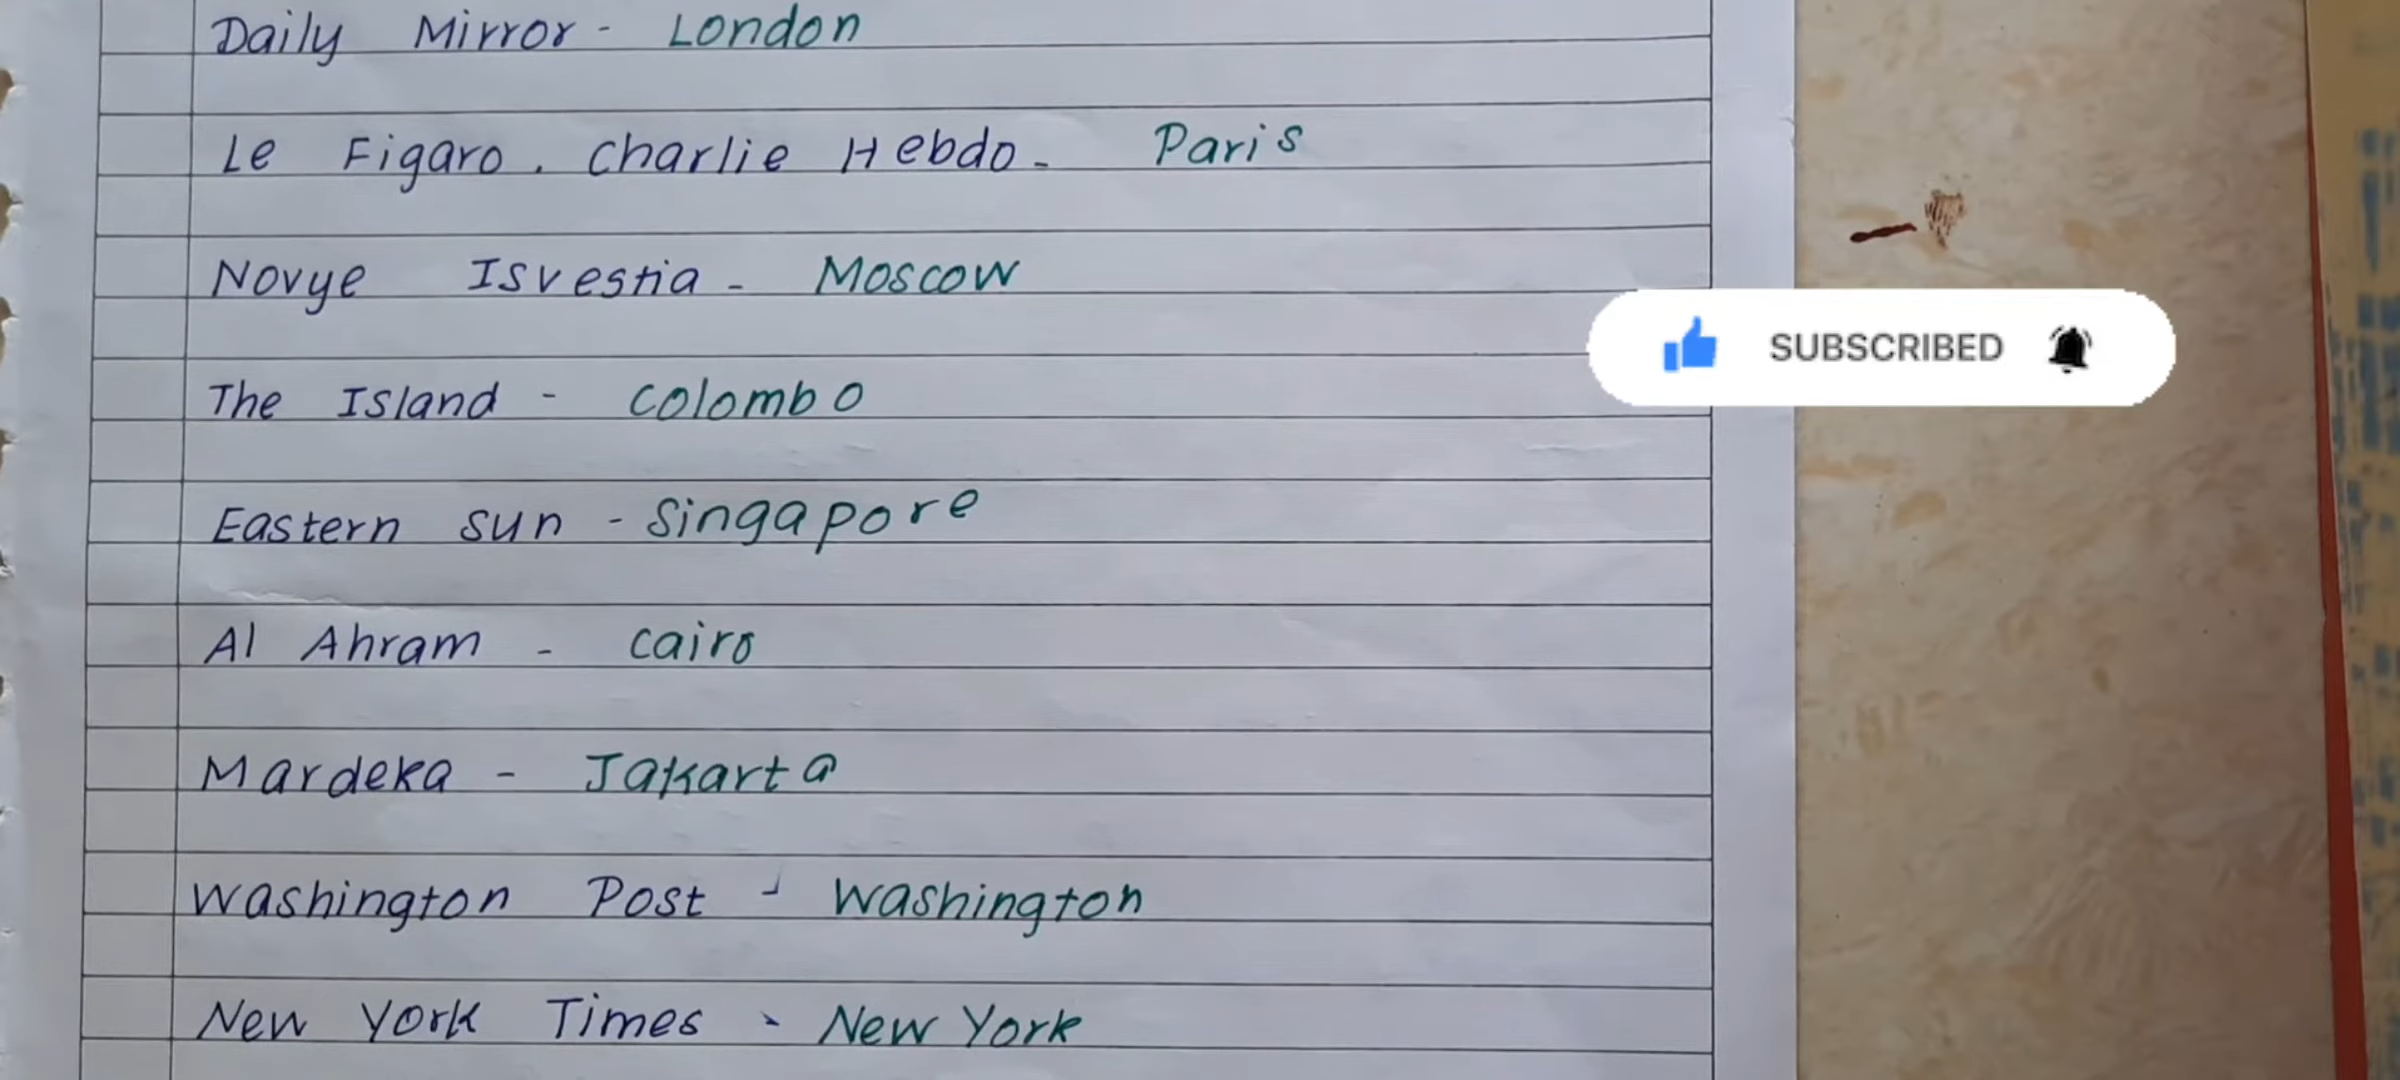 Daily Mirror - London
Le Figaro, Charlie Hebdo - Paris
Novye Isvestia - Moscow
SUBSCRIBED
The Island - Colombo
Eastern Sun - Singapore
Al Ahram - Cairo
Mardeka - Jakarta
Washington Post - Washington
New York Times - New York